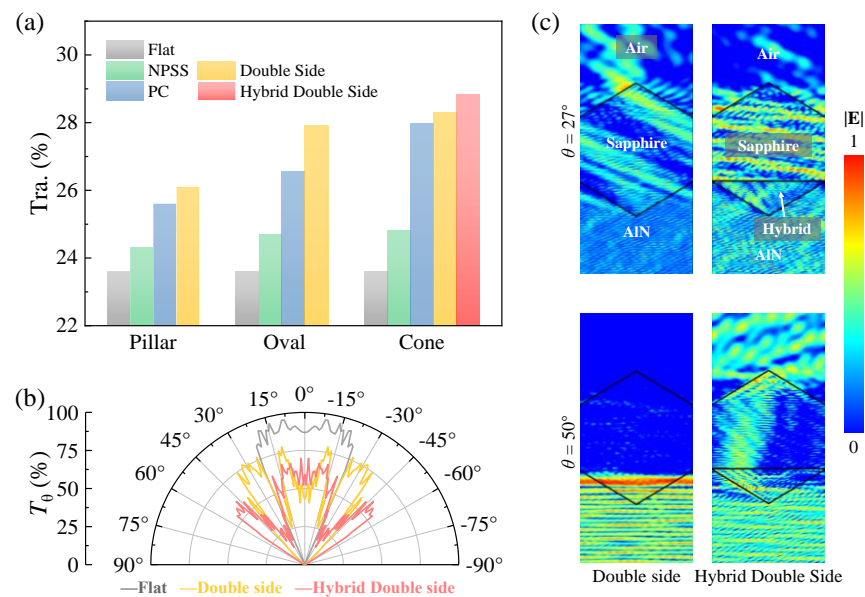 (a)
Tra. (%)
30
28
26
24
22
Flat
NPSS
PC
Double Side
Hybrid Double Side
Pillar
Oval
Cone
(b)
T_θ (%)
100
75
50
25
0
90°
75°
60°
45°
30°
15°
0°
-15°
-30°
-45°
-60°
-75°
-90°
Flat
Double side
Hybrid Double side
(c)
θ = 27°
Air
Sapphire
AlN
Air
Sapphire
Hybrid
AlN
|E|
1
0
θ = 50°
Double side
Hybrid Double Side